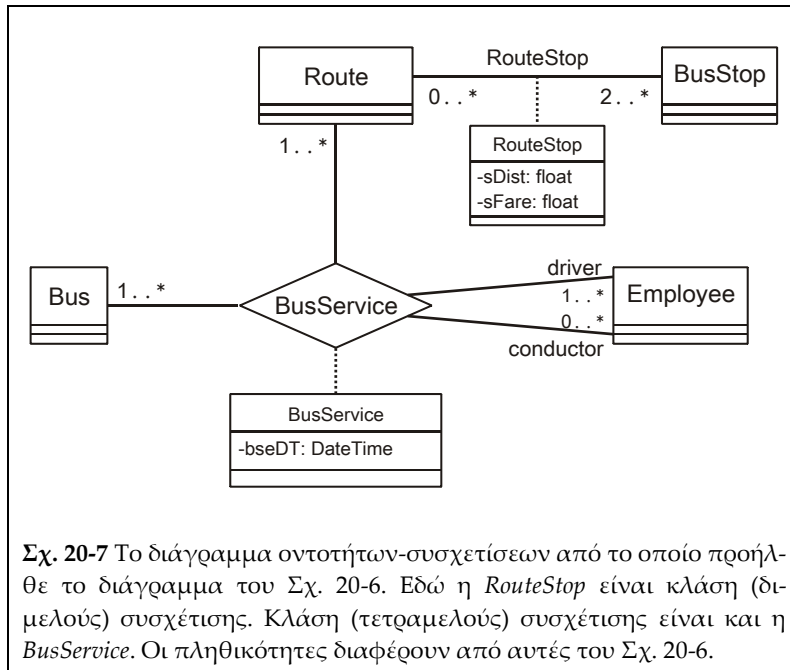 RouteStop
Route
BusStop
0..*
2..*
RouteStop
-sDist: float
-sFare: float
1..*
Bus
1..*
BusService
driver
1..*
0..*
conductor
Employee
BusService
-bseDT: DateTime
Σχ. 20-7 Το διάγραμμα οντοτήτων-συσχετίσεων από το οποίο προήλ-
θε το διάγραμμα του Σχ. 20-6. Εδώ η RouteStop είναι κλάση (δι-
μελούς) συσχέτισης. Κλάση (τετραμελούς) συσχέτισης είναι και η
BusService. Οι πληθικότητες διαφέρουν από αυτές του Σχ. 20-6.